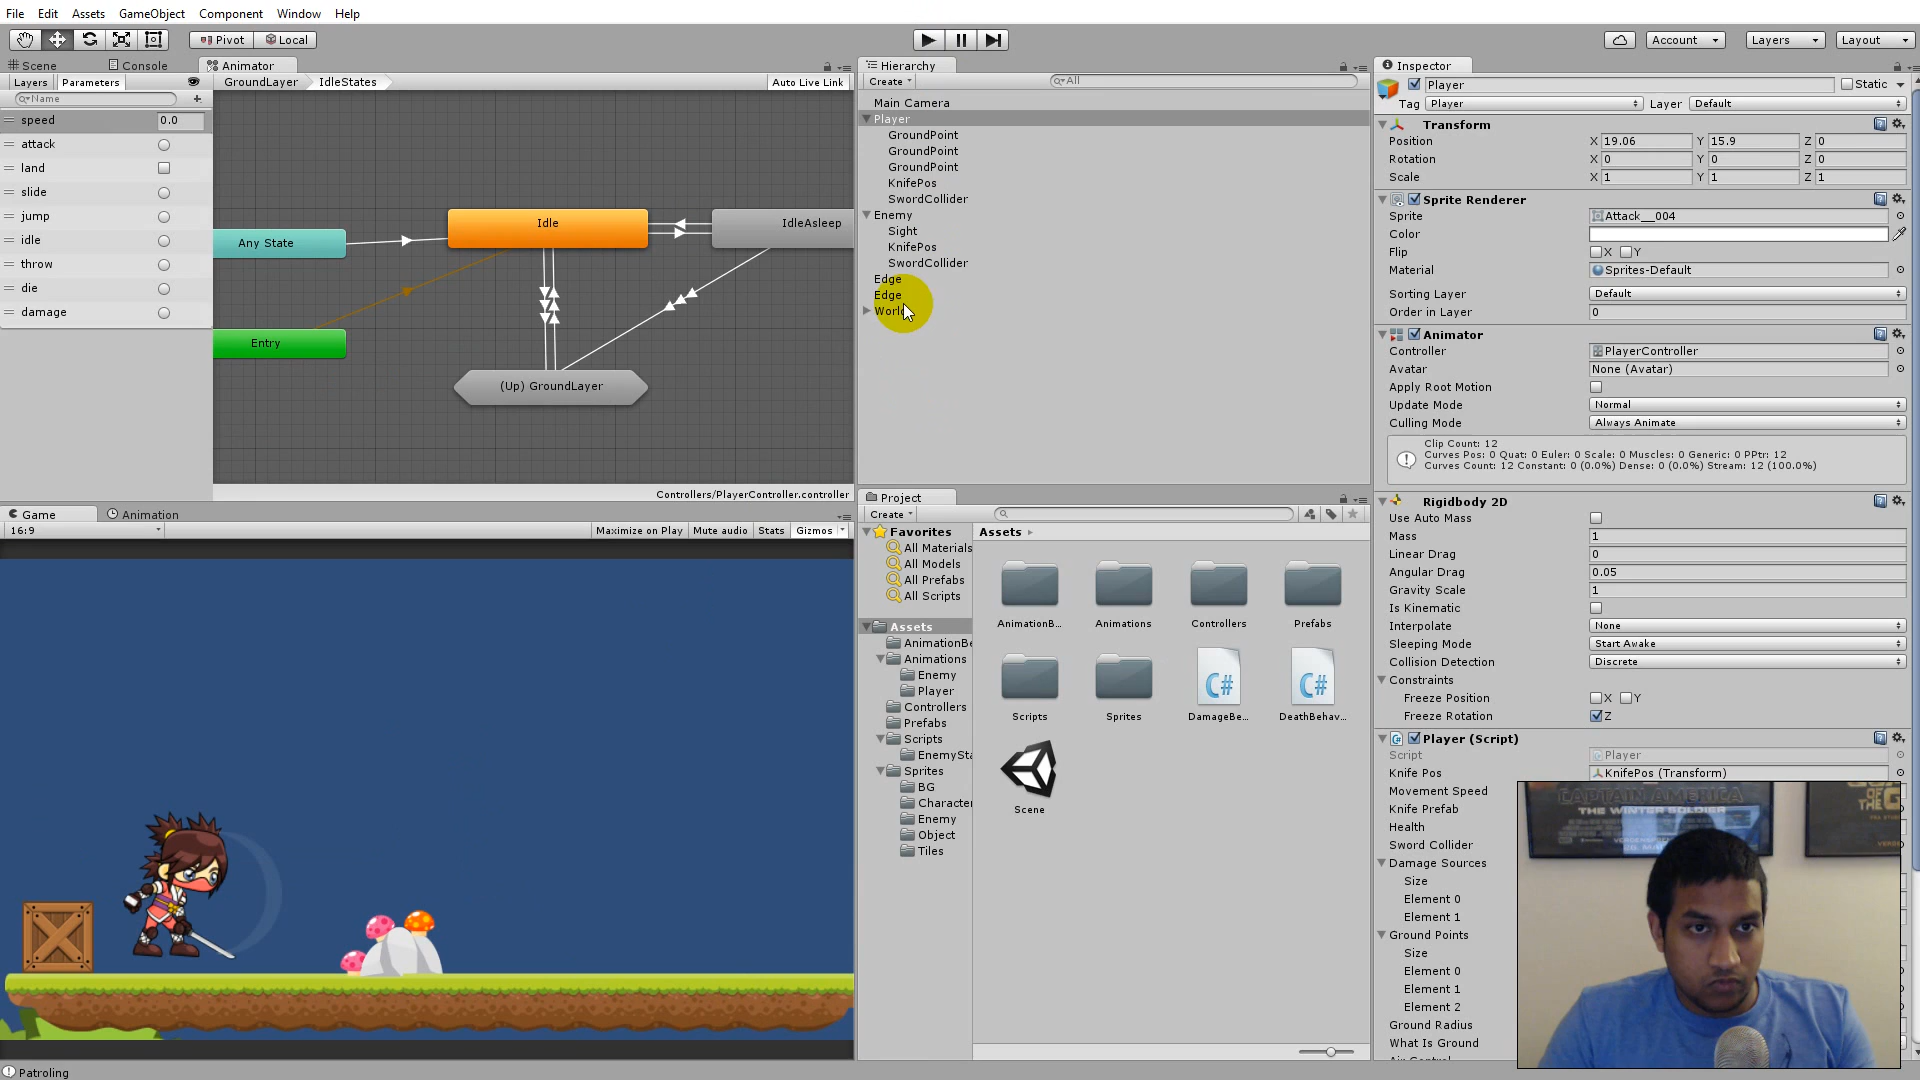 File Edit Assets GameObject Component Window Help
Pivot Local Account Layers Layout
Scene Console Animator
Layers Parameters
Name
speed 0.0
attack
land
slide
jump
idle
throw
die
damage
GroundLayer IdleStates Auto Live Link
Idle
IdleAsleep
Any State
Entry
(Up) GroundLayer
Controllers/PlayerController.controller
Game Animation
16:9 Maximize on Play Mute audio Stats Gizmos
Patroling
Hierarchy
Create All
Main Camera
Player
GroundPoint
GroundPoint
GroundPoint
KnifePos
SwordCollider
Enemy
Sight
KnifePos
SwordCollider
Edge
Edge
World
Project
Create
Favorites
All Materials
All Models
All Prefabs
All Scripts
Assets
AnimationBe
Animations
Enemy
Player
Controllers
Prefabs
Scripts
EnemySta
Sprites
BG
Character
Enemy
Object
Tiles
Assets
AnimationB... Animations Controllers Prefabs
Scripts Sprites DamageBe... DeathBehav...
C# C#
Scene
Inspector
Player Static
Tag Player Layer Default
Transform
Position X 19.06 Y 15.9 Z 0
Rotation X 0 Y 0 Z 0
Scale X 1 Y 1 Z 1
Sprite Renderer
Sprite Attack__004
Color
Flip X Y
Material Sprites-Default
Sorting Layer Default
Order in Layer 0
Animator
Controller PlayerController
Avatar None (Avatar)
Apply Root Motion
Update Mode Normal
Culling Mode Always Animate
Clip Count: 12
Curves Pos: 0 Quat: 0 Euler: 0 Scale: 0 Muscles: 0 Generic: 0 PPtr: 12
Curves Count: 12 Constant: 0 (0.0%) Dense: 0 (0.0%) Stream: 12 (100.0%)
Rigidbody 2D
Use Auto Mass
Mass 1
Linear Drag 0
Angular Drag 0.05
Gravity Scale 1
Is Kinematic
Interpolate None
Sleeping Mode Start Awake
Collision Detection Discrete
Constraints
Freeze Position X Y
Freeze Rotation Z
Player (Script)
Script Player
Knife Pos KnifePos (Transform)
Movement Speed
Knife Prefab
Health
Sword Collider
Damage Sources
Size
Element 0
Element 1
Ground Points
Size
Element 0
Element 1
Element 2
Ground Radius
What Is Ground
CAPTAIN AMERICA
THE WINTER SOLDIER